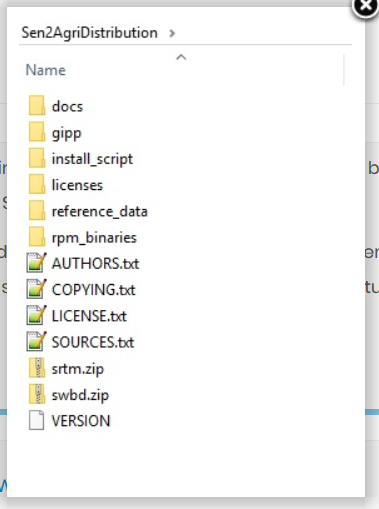 Sen2AgriDistribution
Name
docs
gipp
install_script
licenses
reference_data
rpm_binaries
AUTHORS.txt
COPYING.txt
LICENSE.txt
SOURCES.txt
srtm.zip
swbd.zip
VERSION